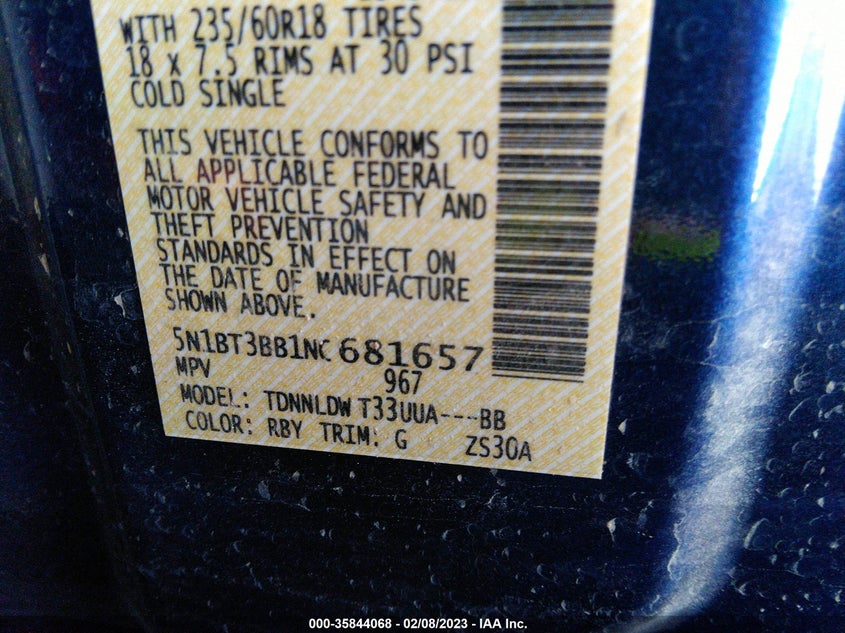 WITH 235/60R18 TIRES
18 X 7.5 RIMS AT 30 PSI
COLD SINGLE
THIS VEHICLE CONFORMS TO
ALL APPLICABLE FEDERAL
MOTOR VEHICLE SAFETY AND
THEFT PREVENTION
STANDARDS IN EFFECT ON
THE DATE OF MANUFACTURE
SHOWN ABOVE.
5N1BT3BB1NC681657
MPV 967
MODEL: TDNNLDW T33UUA---BB
COLOR: RBY TRIM: G ZS30A
000-35844068 - 02/08/2023 - IAA Inc.